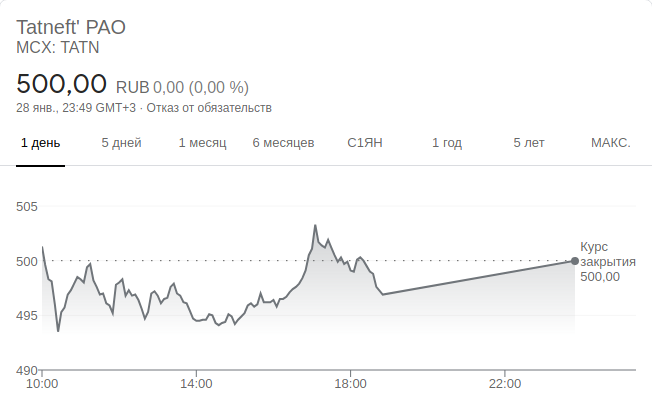 Tatneft' PAO
MCX: TATN
500,00 RUB 0,00 (0,00 %)
28 янв., 23:49 GMT+3 · Отказ от обязательств
1 день 5 дней 1 месяц 6 месяцев С1ЯН 1 год 5 лет МАКС.
505
500
495
490
Курс
закрытия
500,00
10:00 14:00 18:00 22:00